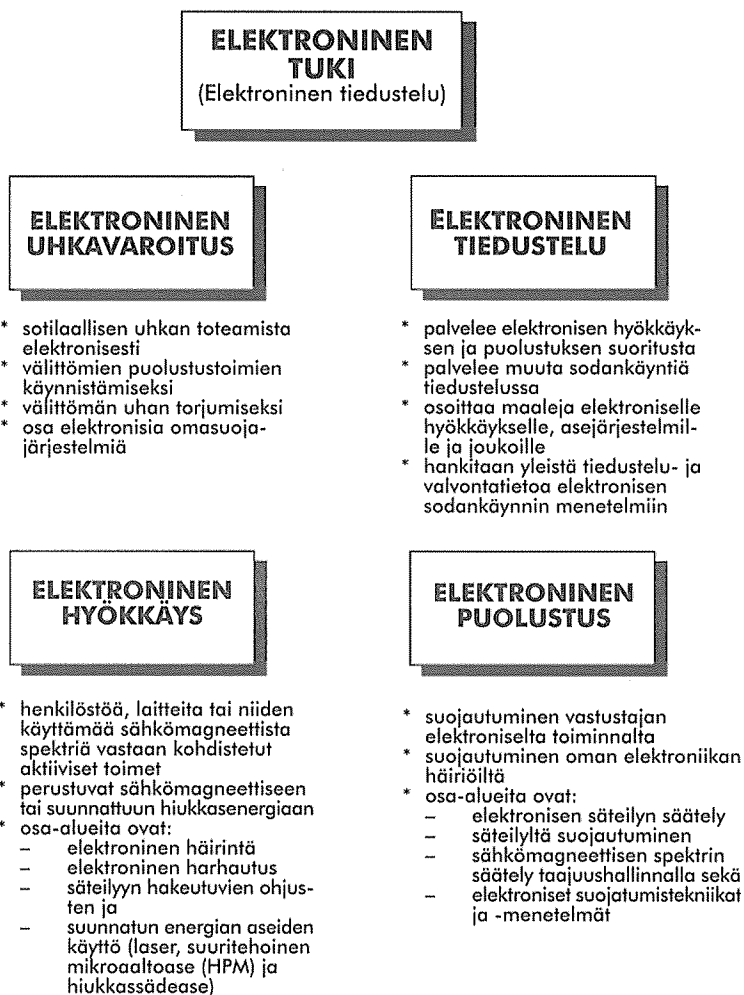 ELEKTRONINEN
TUKI
(Elektroninen tiedustelu)
ELEKTRONINEN
UHKAVAROITUS
* sotilaallisen uhkan toteamista
elektronisesti
* välittömien puolustustoimien
käynnistämiseksi
* välittömän uhan torjumiseksi
* osa elektronisia omasuoja-
järjestelmiä
ELEKTRONINEN
TIEDUSTELU
* palvelee elektronisen hyökkäyk-
sen ja puolustuksen suoritusta
* palvelee muuta sodankäyntiä
tiedustelussa
* osoittaa maaleja elektroniselle
hyökkäykselle, asejärjestelmil-
le ja joukoille
* hankitaan yleistä tiedustelu- ja
valvontatietoa elektronisen
sodankäynnin menetelmiin
ELEKTRONINEN
HYÖKKÄYS
* henkilöstöä, laitteita tai niiden
käyttämää sähkömagneettista
spektriä vastaan kohdistetut
aktiiviset toimet
* perustuvat sähkömagneettiseen
tai suunnattuun hiukkasenergiaan
* osa-alueita ovat:
– elektroninen häirintä
– elektroninen harhautus
– säteilyyn hakeutuvien ohjus-
ten ja
– suunnatun energian aseiden
käyttö (laser, suuritehoinen
mikroaaltoase (HPM) ja
hiukkassädease)
ELEKTRONINEN
PUOLUSTUS
* suojautuminen vastustajan
elektroniselta toiminnalta
* suojautuminen oman elektroniikan
häiriöiltä
* osa-alueita ovat:
– elektronisen säteilyn säätely
– säteilyltä suojautuminen
– sähkömagneettisen spektrin
säätely taajuushallinnalla sekä
– elektroniset suojatumistekniikat
ja -menetelmät